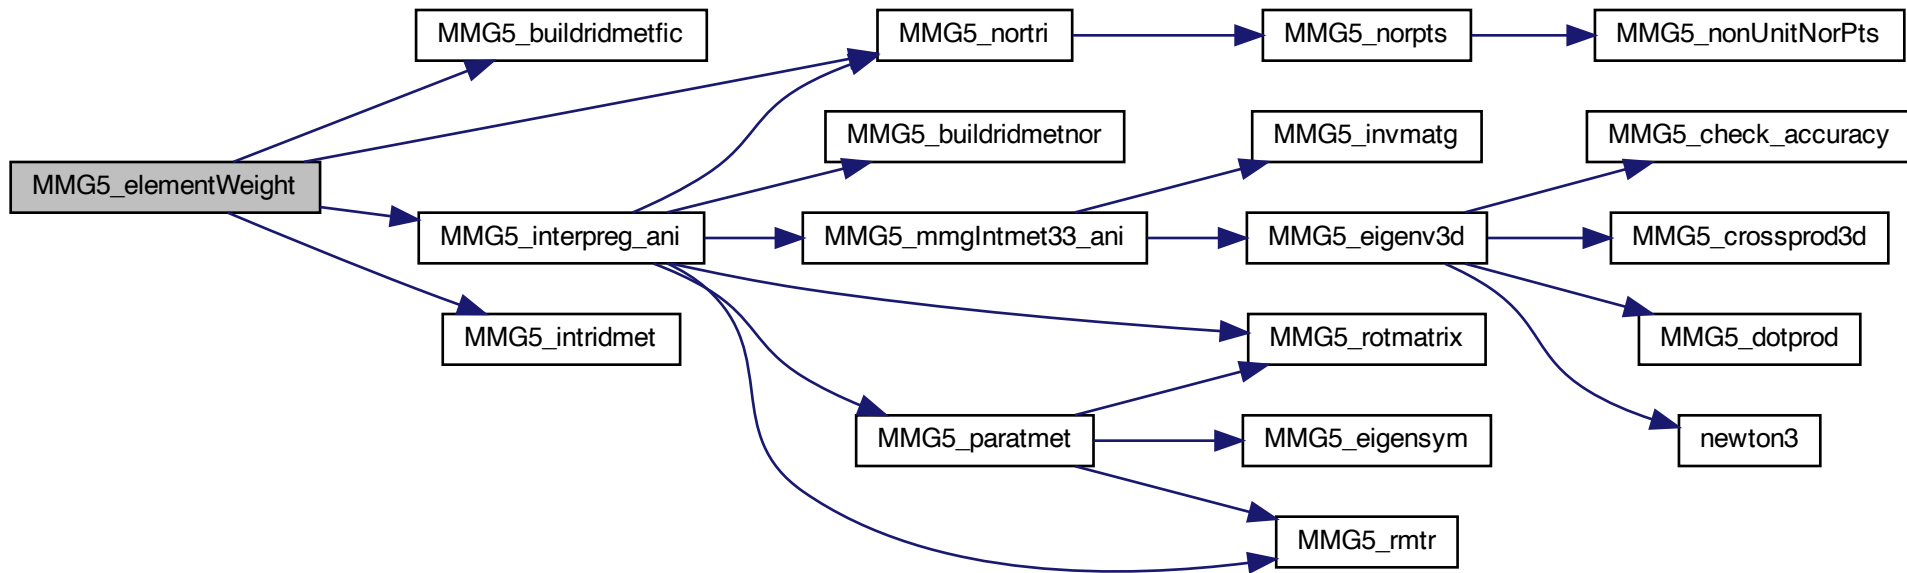 MMG5_buildridmetfic
MMG5_nortri
MMG5_norpts
MMG5_nonUnitNorPts
MMG5_buildridmetnor
MMG5_invmatg
MMG5_check_accuracy
MMG5_elementWeight
MMG5_interpreg_ani
MMG5_mmgIntmet33_ani
MMG5_eigenv3d
MMG5_crossprod3d
MMG5_intridmet
MMG5_rotmatrix
MMG5_dotprod
MMG5_paratmet
MMG5_eigensym
newton3
MMG5_rmtr